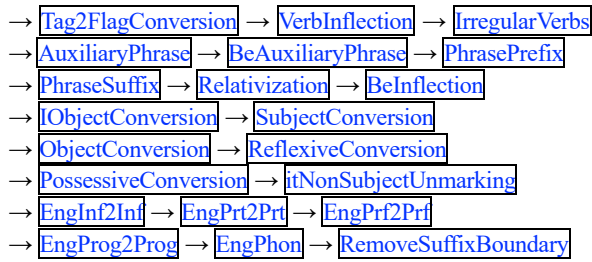 → Tag2FlagConversion → VerbInflection → IrregularVerbs
→ AuxiliaryPhrase → BeAuxiliaryPhrase → PhrasePrefix
→ PhraseSuffix → Relativization → BeInflection
→ IObjectConversion → SubjectConversion
→ ObjectConversion → ReflexiveConversion
→ PossessiveConversion → itNonSubjectUnmarking
→ EngInf2Inf → EngPrt2Prt → EngPrf2Prf
→ EngProg2Prog → EngPhon → RemoveSuffixBoundary